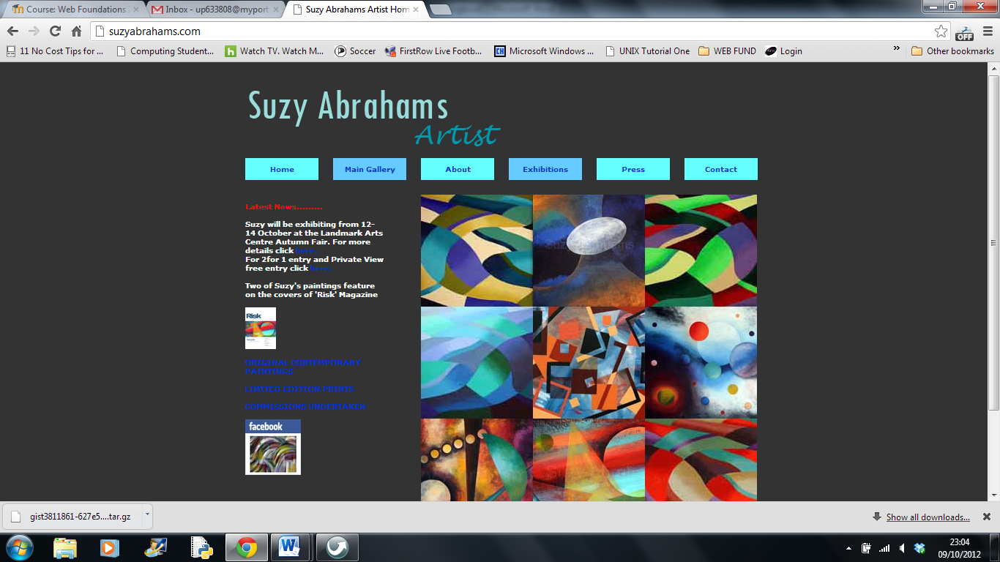 Course: Web Foundations
Inbox - up633808@myport
Suzy Abrahams Artist Hom
suzyabrahams.com
OFF
11 No Cost Tips for ...
Computing Student...
Watch TV. Watch M...
Soccer
FirstRow Live Footb...
Microsoft Windows ...
UNIX Tutorial One
WEB FUND
Login
»
Other bookmarks
Suzy Abrahams
Artist
Home
Main Gallery
About
Exhibitions
Press
Contact
Latest News.........
Suzy will be exhibiting from 12-
14 October at the Landmark Arts
Centre Autumn Fair. For more
details click here.
For 2for 1 entry and Private View
free entry click here.
Two of Suzy's paintings feature
on the covers of 'Risk' Magazine
Risk
ORIGINAL CONTEMPORARY
PAINTINGS
LIMITED EDITION PRINTS
COMMISSIONS UNDERTAKEN
facebook
Suzy Abrahams
gist3811861-627e5....tar.gz
Show all downloads...
23:04
09/10/2012